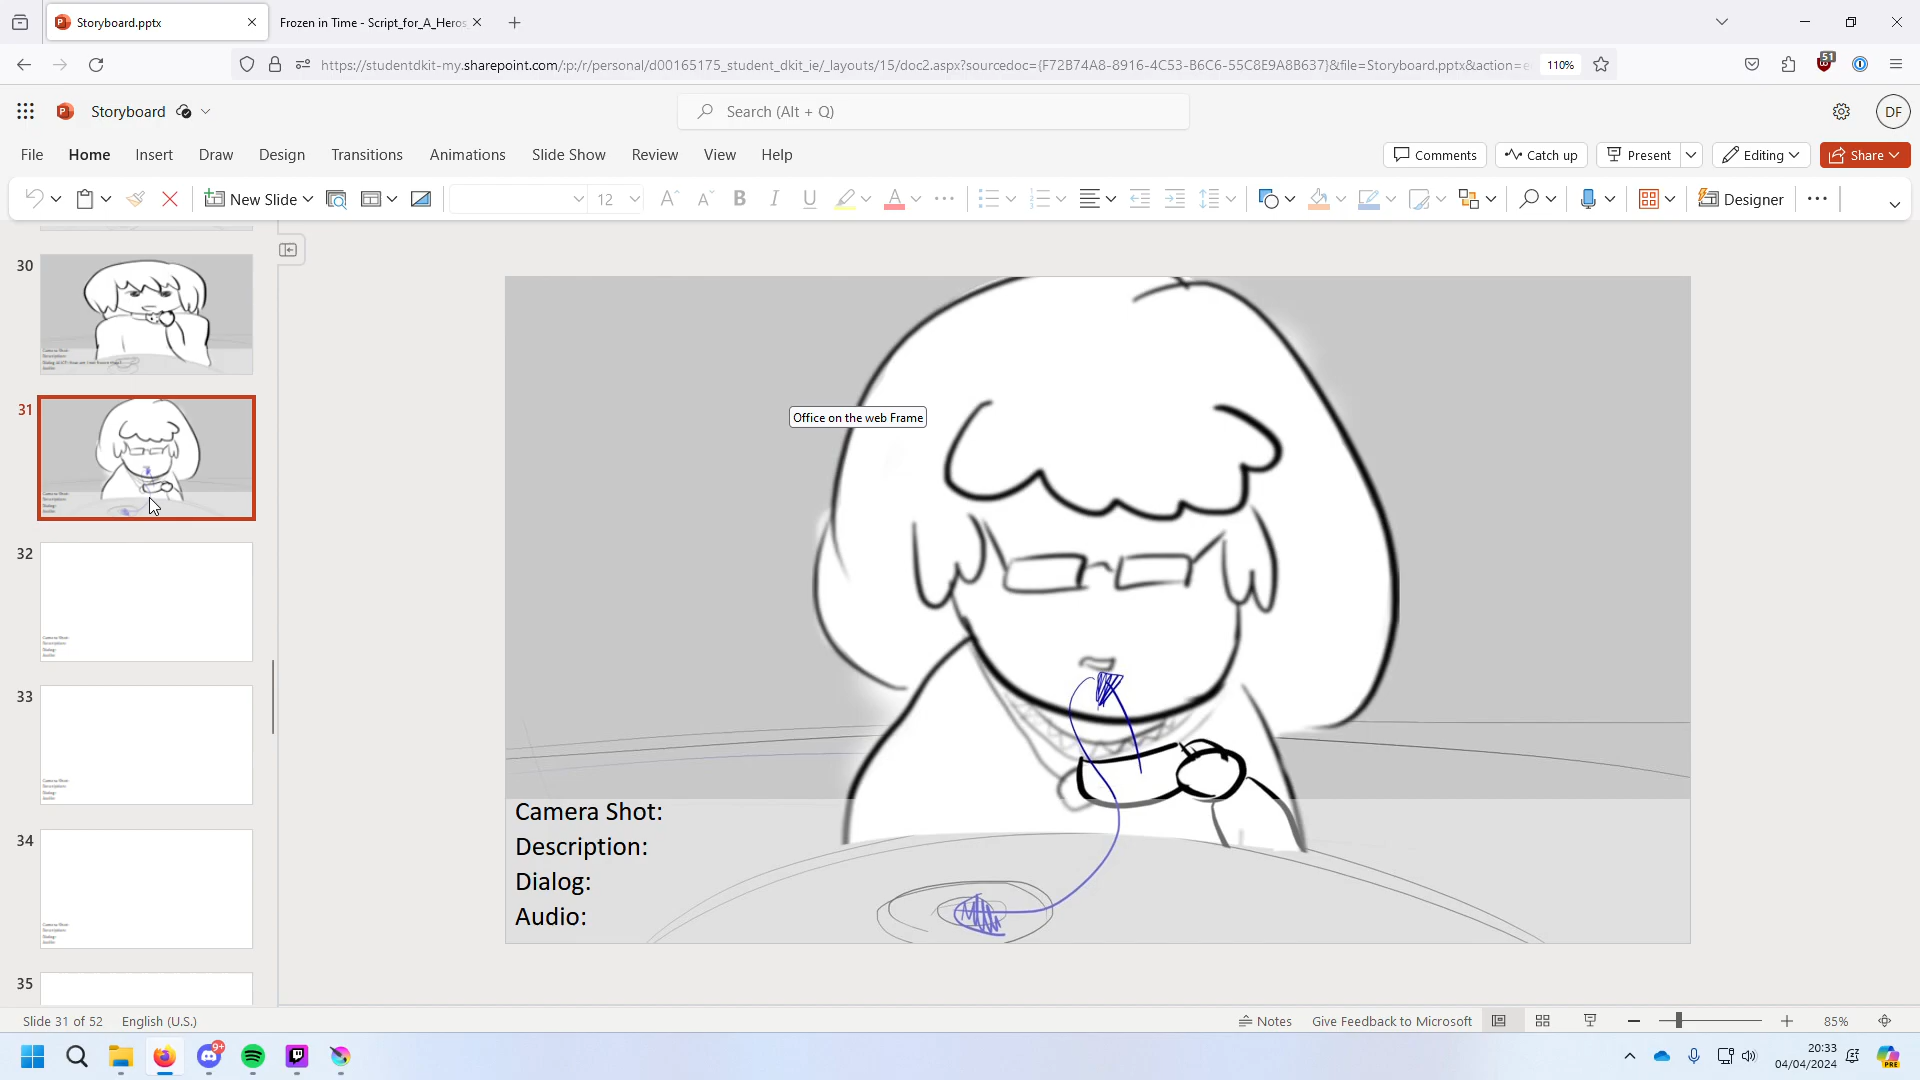 Storyboard.pptx
Frozen in Time - Script_for_A_Heros
https://studentdkit-my.sharepoint.com/:p:/r/personal/d00165175_student_dkit_ie/_layouts/15/doc2.aspx?sourcedoc={F72B74A8-8916-4C53-B6C6-55C8E9A8B637}&file=Storyboard.pptx&action=e
110%
51
Storyboard
Search (Alt + Q)
DF
File Home Insert Draw Design Transitions Animations Slide Show Review View Help
Comments Catch up Present Editing Share
New Slide 12 B I U A Designer
30
31
32
33
34
35
Office on the web Frame
Camera Shot:
Description:
Dialog:
Audio:
Slide 31 of 52 English (U.S.)
Notes Give Feedback to Microsoft 85%
9+
20:33
04/04/2024
PRE